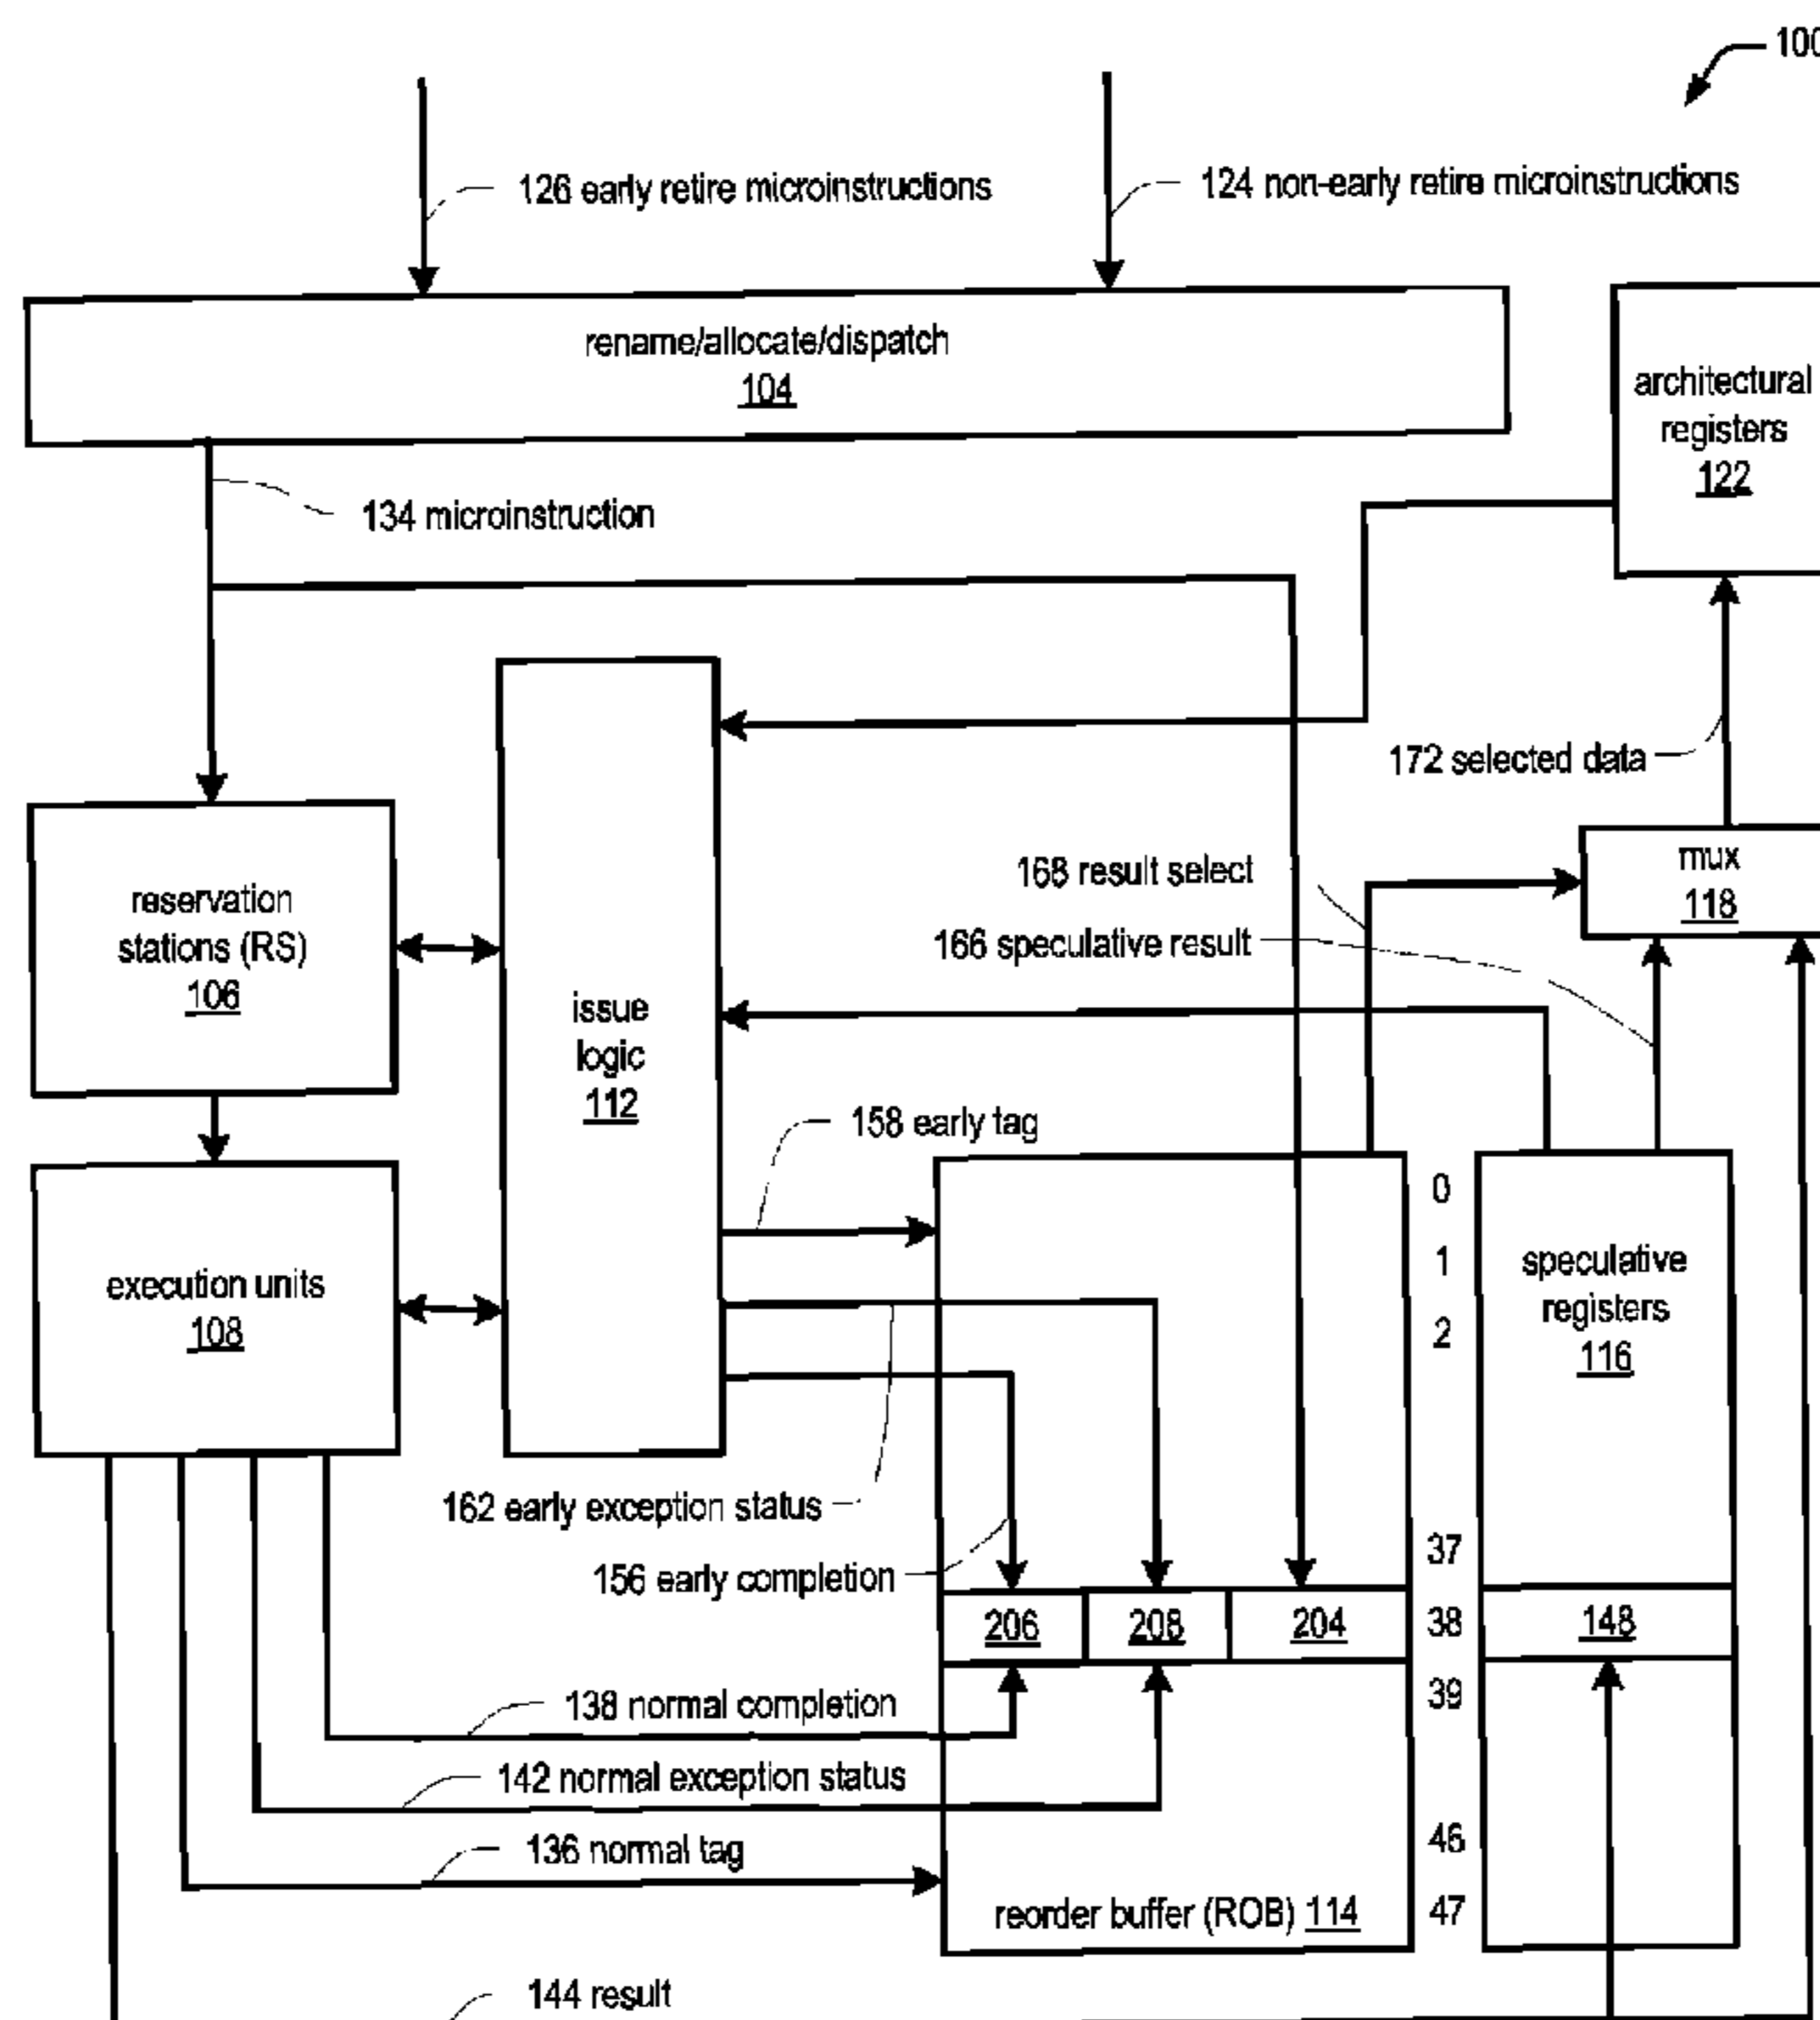 100
126 early retire microinstructions
124 non-early retire microinstructions
rename/allocate/dispatch
104
architectural
registers
122
134 microinstruction
172 selected data
mux
118
168 result select
166 speculative result
reservation
stations (RS)
106
issue
logic
112
158 early tag
0
1
2
speculative
registers
116
execution units
108
162 early exception status
156 early completion
37
206
208
204
38
148
39
138 normal completion
142 normal exception status
136 normal tag
46
47
reorder buffer (ROB) 114
144 result